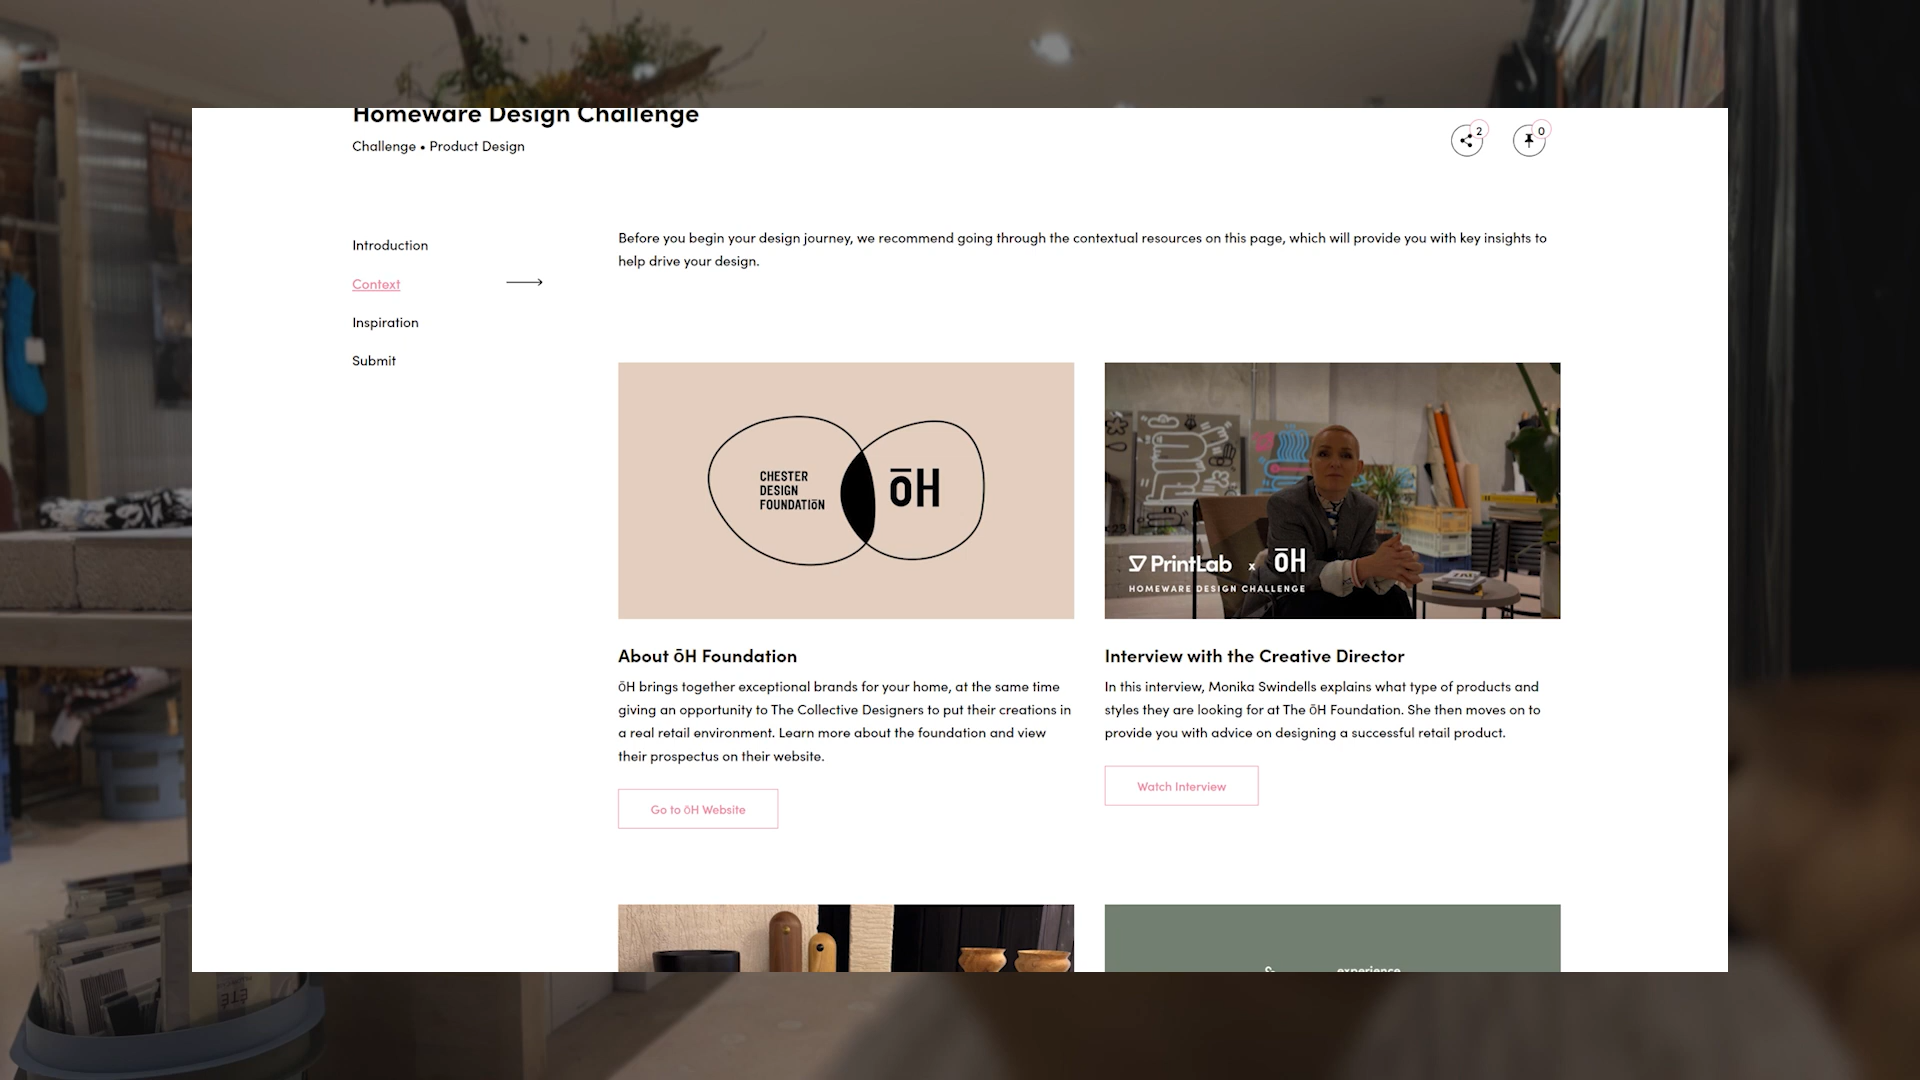 Homeware Design Challenge
Challenge • Product Design
2
0
Introduction
Context
Inspiration
Submit
Before you begin your design journey, we recommend going through the contextual resources on this page, which will provide you with key insights to
help drive your design.
CHESTER
DESIGN
FOUNDATIŌN
ŌH
PrintLab x ŌH
HOMEWARE DESIGN CHALLENGE
About ŌH Foundation
ŌH brings together exceptional brands for your home, at the same time
giving an opportunity to The Collective Designers to put their creations in
a real retail environment. Learn more about the foundation and view
their prospectus on their website.
Go to ŌH Website
Interview with the Creative Director
In this interview, Monika Swindells explains what type of products and
styles they are looking for at The ŌH Foundation. She then moves on to
provide you with advice on designing a successful retail product.
Watch Interview
experience